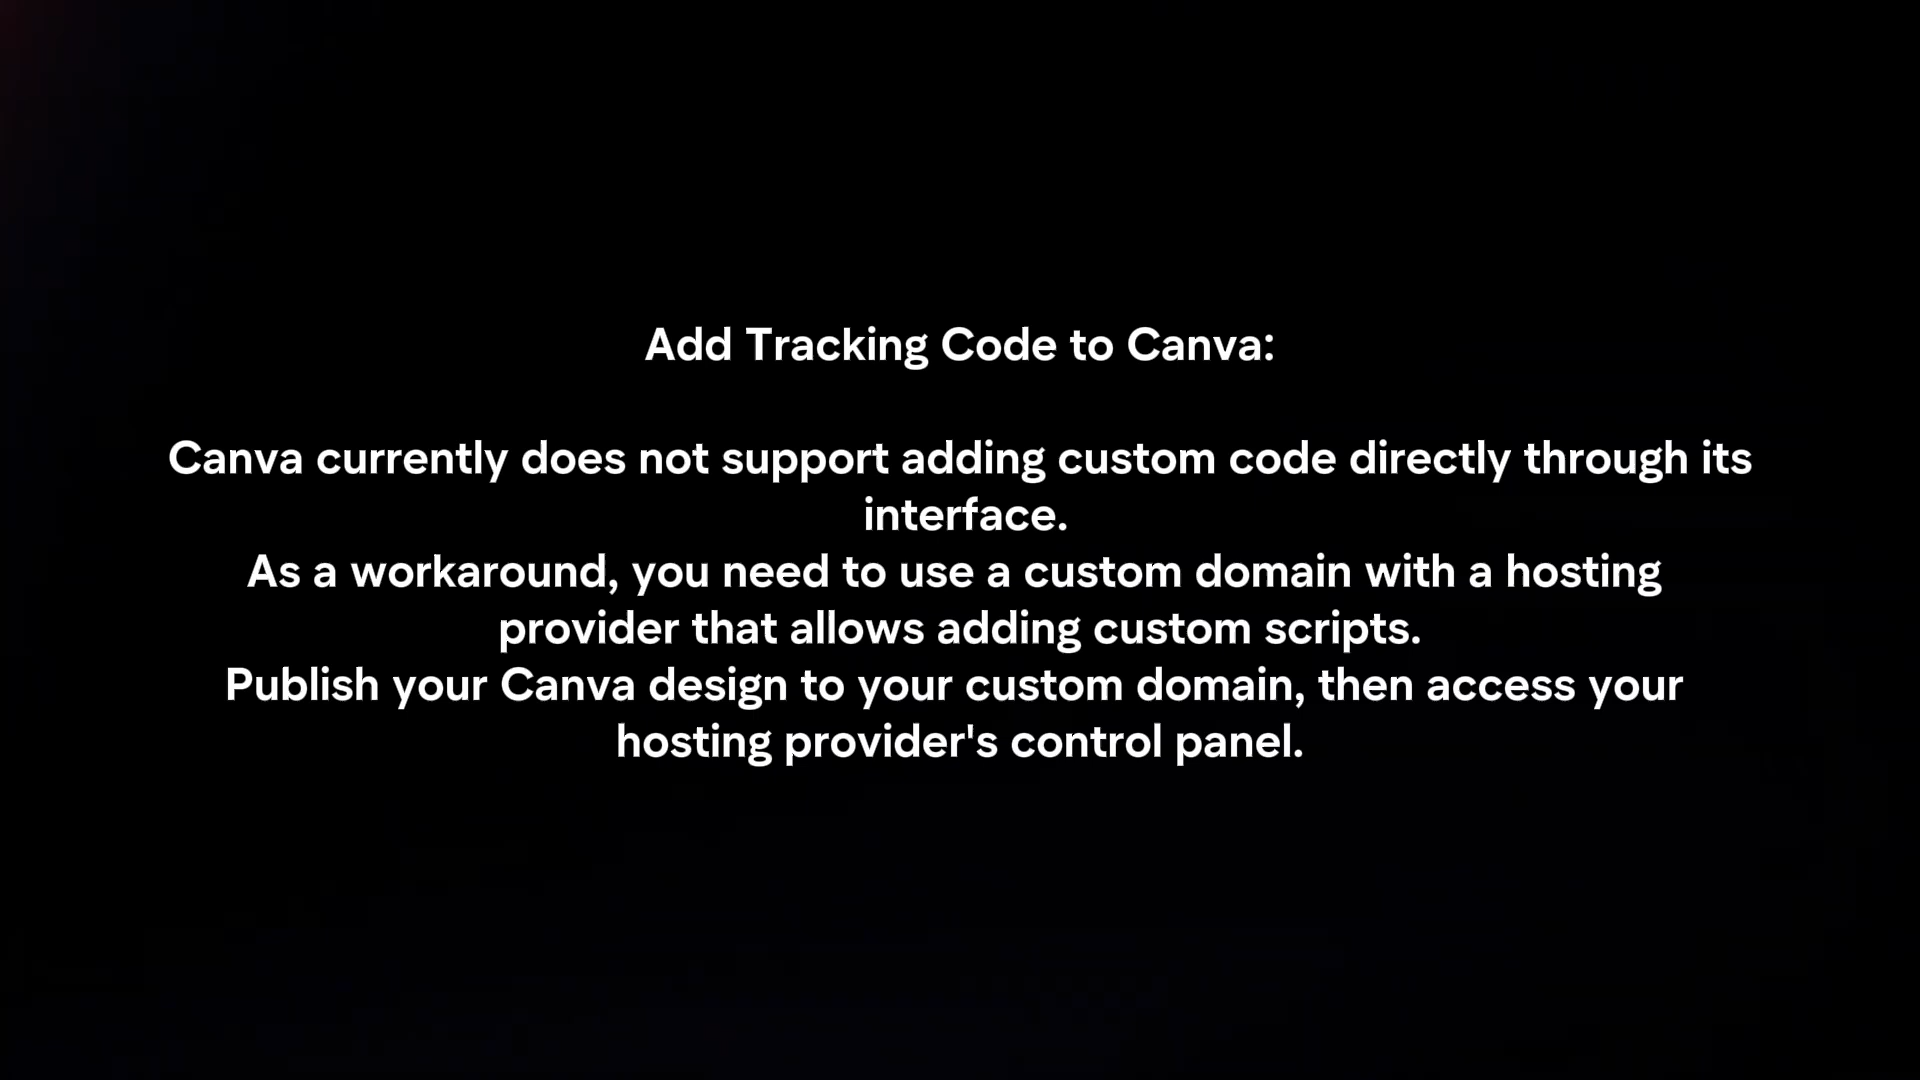 Add Tracking Code to Canva:
Canva currently does not support adding custom code directly through its
interface.
As a workaround, you need to use a custom domain with a hosting
provider that allows adding custom scripts.
Publish your Canva design to your custom domain, then access your
hosting provider's control panel.